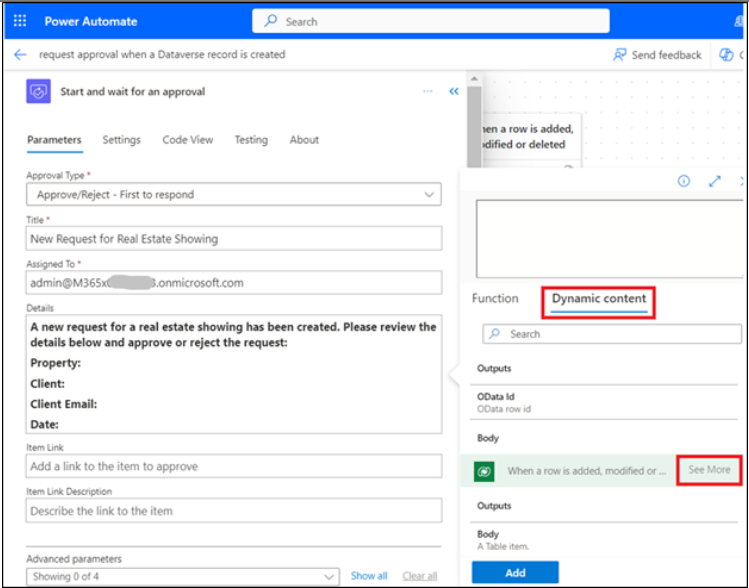 Power Automate
Search
request approval when a Dataverse record is created
Send feedback
Start and wait for an approval
Parameters Settings Code View Testing About
Approval Type *
Approve/Reject - First to respond
Title *
New Request for Real Estate Showing
Assigned To *
admin@M365x .onmicrosoft.com
Details
A new request for a real estate showing has been created. Please review the
details below and approve or reject the request:
Property:
Client:
Client Email:
Date:
Item Link
Add a link to the item to approve
Item Link Description
Describe the link to the item
Advanced parameters
Showing 0 of 4
Show all Clear all
hen a row is added,
odified or deleted
Function Dynamic content
Search
Outputs
OData Id
OData row id
Body
When a row is added, modified or ...
See More
Outputs
Body
A Table item.
Add